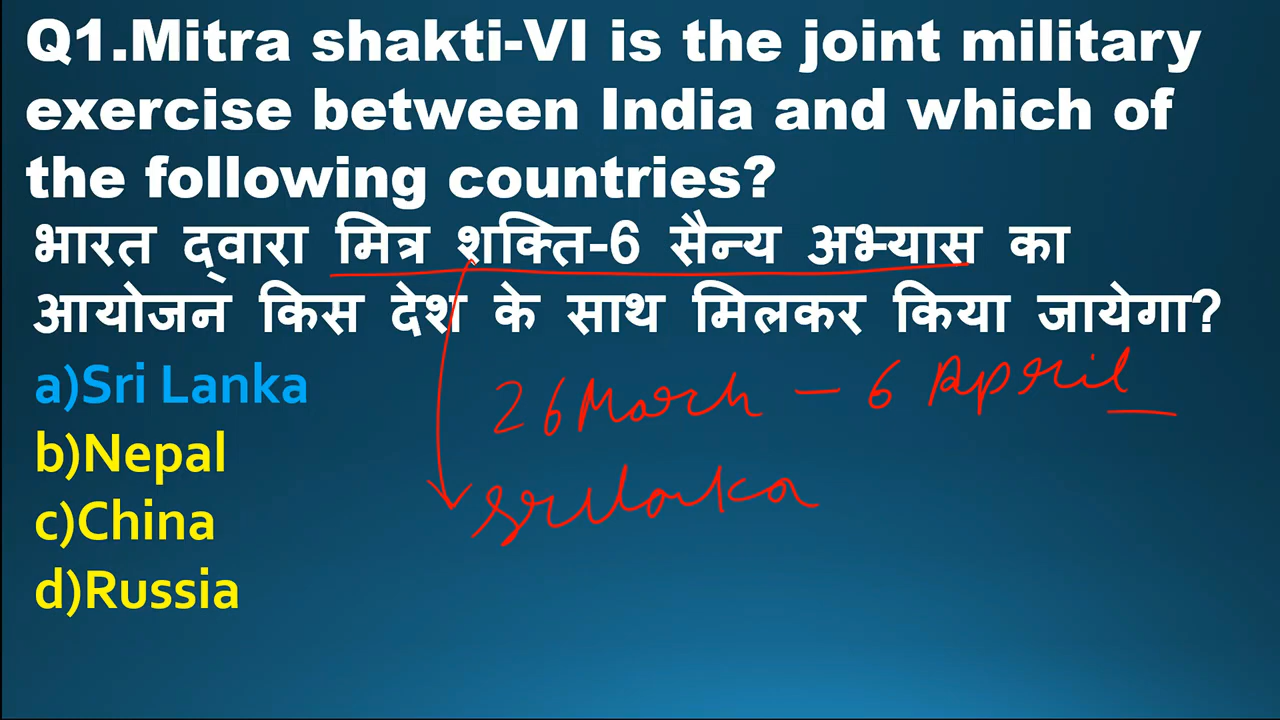 Q1.Mitra shakti-VI is the joint military
exercise between India and which of
the following countries?
भारत द्वारा मित्र शक्ति-6 सैन्य अभ्यास का
आयोजन किस देश के साथ मिलकर किया जायेगा?
a)Sri Lanka
26 March - 6 April
b)Nepal
Srilanka
c)China
d)Russia